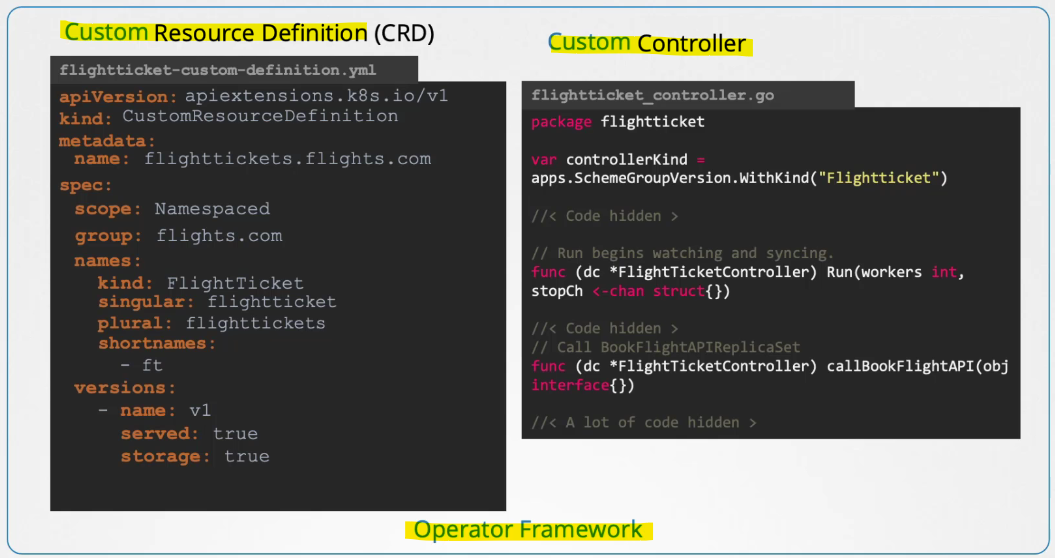 Custom Resource Definition (CRD)
flightticket-custom-definition.yml
apiVersion: apiextensions.k8s.io/v1
kind: CustomResourceDefinition
metadata:
name: flighttickets.flights.com
spec:
scope: Namespaced
group: flights.com
names:
kind: FlightTicket
singular: flightticket
plural: flighttickets
shortnames:
- ft
versions:
- name: v1
served: true
storage: true
Custom Controller
flightticket_controller.go
package flightticket
var controllerKind =
apps.SchemeGroupVersion.WithKind("Flightticket")
//< Code hidden >
// Run begins watching and syncing.
func (dc *FlightTicketController) Run(workers int,
stopCh <-chan struct{})
//< Code hidden >
// Call BookFlightAPIReplicaSet
func (dc *FlightTicketController) callBookFlightAPI(obj
interface{})
//< A lot of code hidden >
Operator Framework